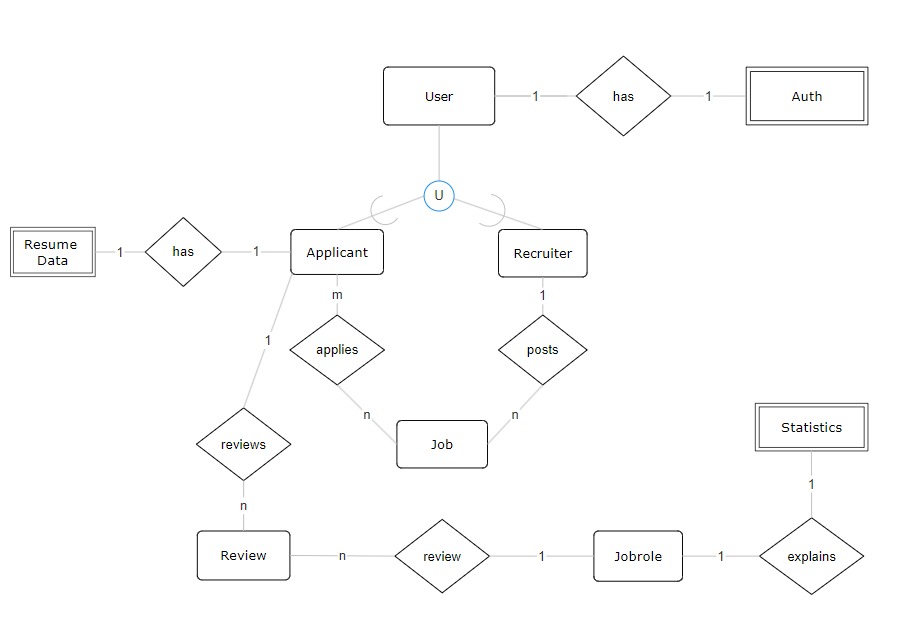 User
1
has
1
Auth
U
Resume
Data
1
has
1
Applicant
Recruiter
m
1
1
applies
posts
n
n
reviews
Job
Statistics
1
n
Review
n
review
1
Jobrole
1
explains